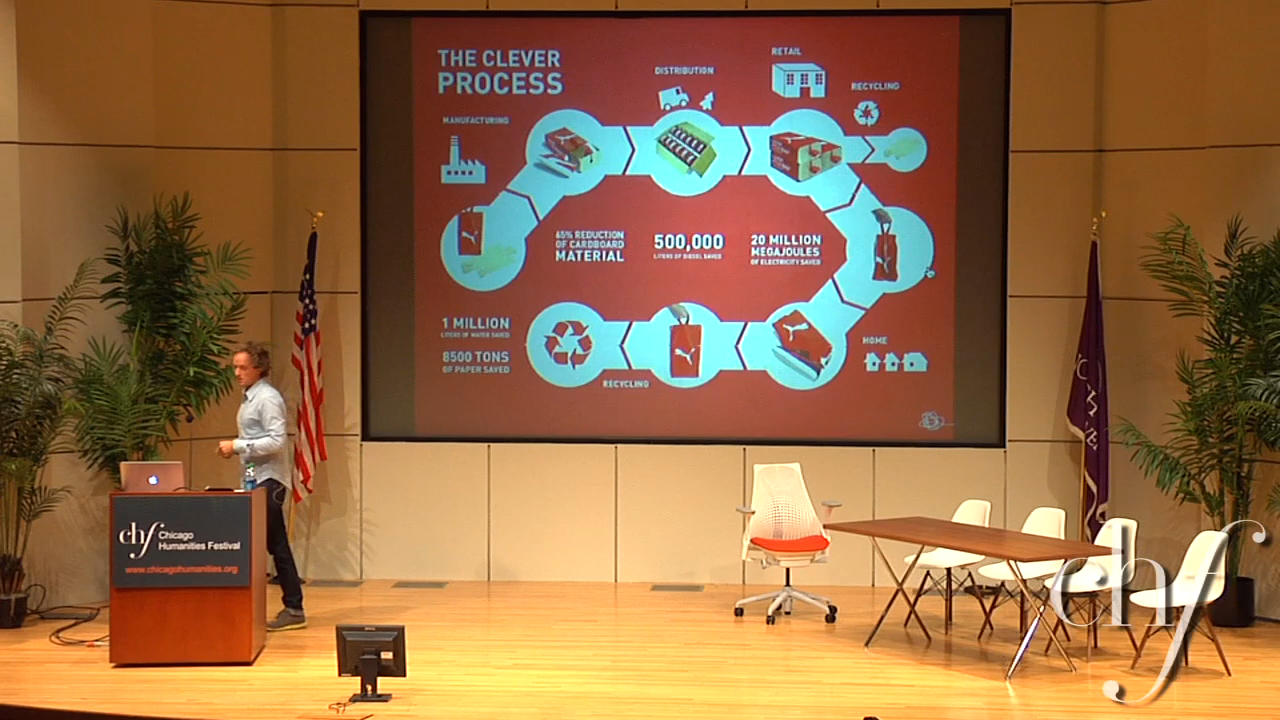 THE CLEVER
PROCESS
MANUFACTURING
DISTRIBUTION
RETAIL
RECYCLING
65% REDUCTION
OF CARDBOARD
MATERIAL
500,000
LITERS OF DIESEL SAVED
20 MILLION
MEGAJOULES
OF ELECTRICITY SAVED
1 MILLION
LITERS OF WATER SAVED
8500 TONS
OF PAPER SAVED
RECYCLING
HOME
chf Chicago
Humanities Festival
www.chicagohumanities.org
chf